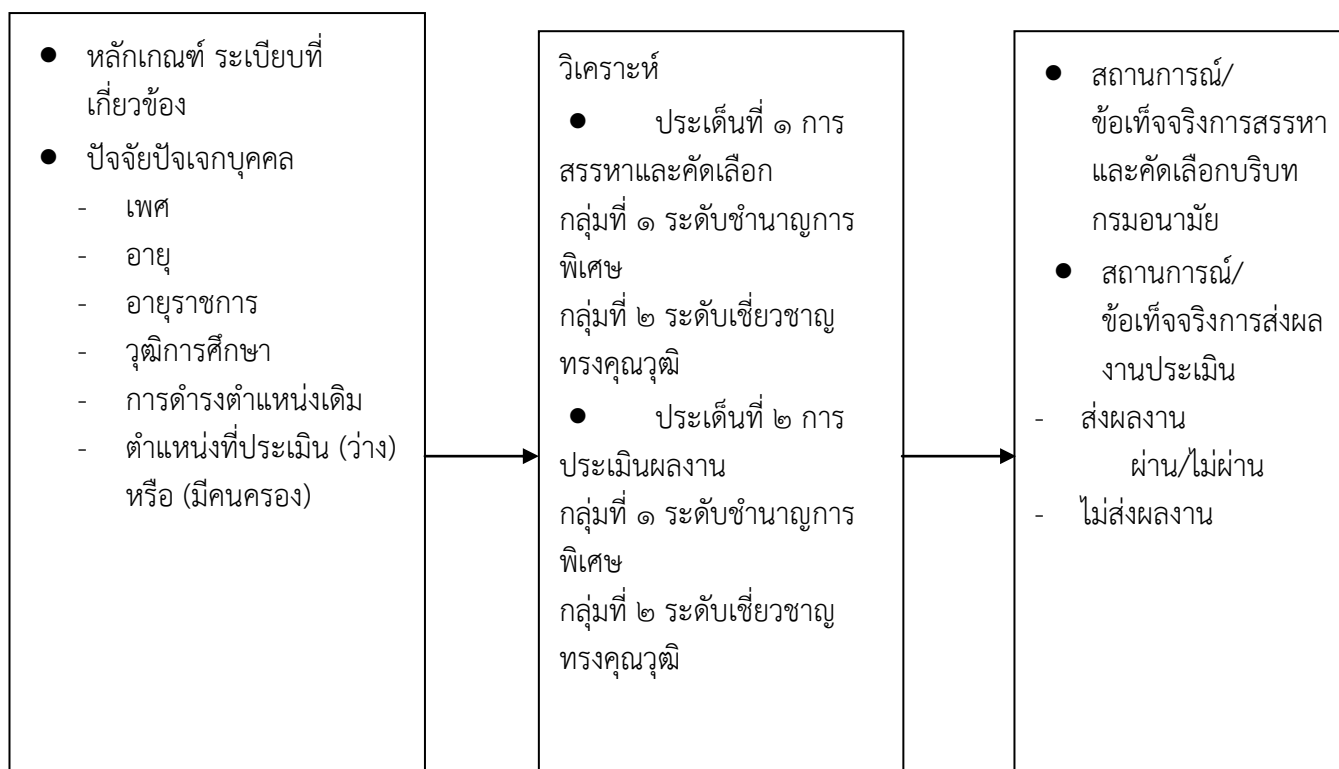 ● หลักเกณฑ์ ระเบียบที่
เกี่ยวข้อง
● ปัจจัยปัจเจกบุคคล
- เพศ
- อายุ
- อายุราชการ
- วุฒิการศึกษา
- การดำรงตำแหน่งเดิม
- ตำแหน่งที่ประเมิน (ว่าง)
หรือ (มีคนครอง)
วิเคราะห์
● ประเด็นที่ ๑ การ
สรรหาและคัดเลือก
กลุ่มที่ ๑ ระดับชำนาญการ
พิเศษ
กลุ่มที่ ๒ ระดับเชี่ยวชาญ
ทรงคุณวุฒิ
● ประเด็นที่ ๒ การ
ประเมินผลงาน
กลุ่มที่ ๑ ระดับชำนาญการ
พิเศษ
กลุ่มที่ ๒ ระดับเชี่ยวชาญ
ทรงคุณวุฒิ
● สถานการณ์/
ข้อเท็จจริงการสรรหา
และคัดเลือกบริบท
กรมอนามัย
● สถานการณ์/
ข้อเท็จจริงการส่งผล
งานประเมิน
- ส่งผลงาน
ผ่าน/ไม่ผ่าน
- ไม่ส่งผลงาน